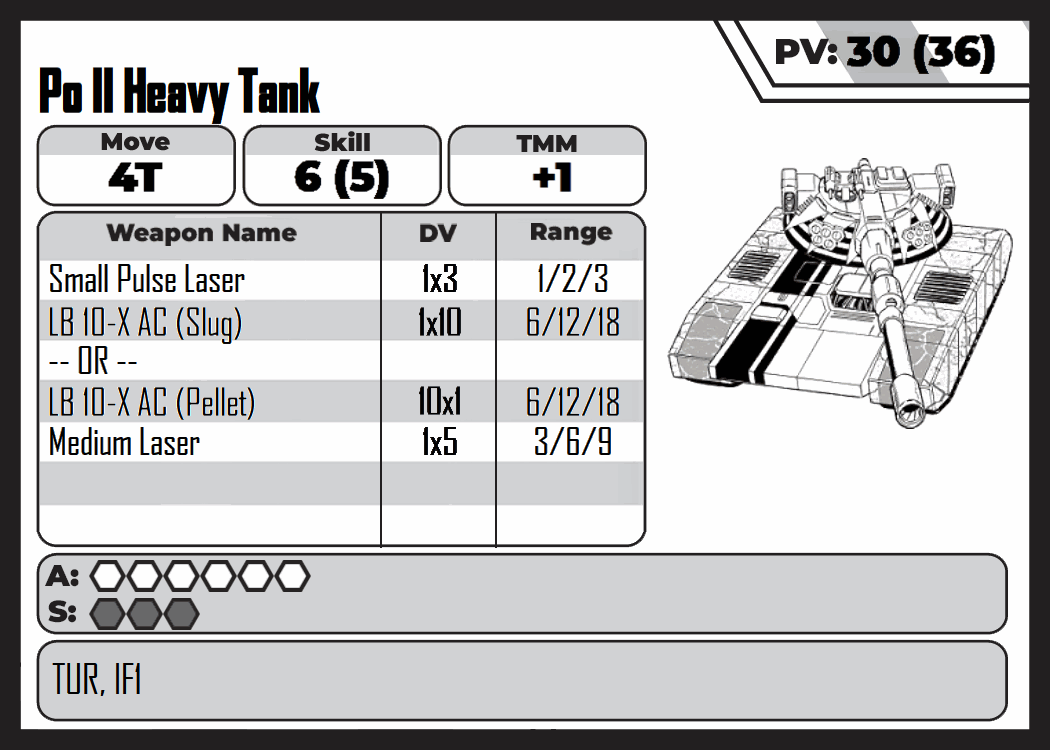 PV: 30 (36)
Po II Heavy Tank
Move Skill TMM
4T 6 (5) +1
Weapon Name DV Range
Small Pulse Laser 1x3 1/2/3
LB 10-X AC (Slug) 1x10 6/12/18
-- OR --
LB 10-X AC (Pellet) 10x1 6/12/18
Medium Laser 1x5 3/6/9
A:
S:
TUR, IF1